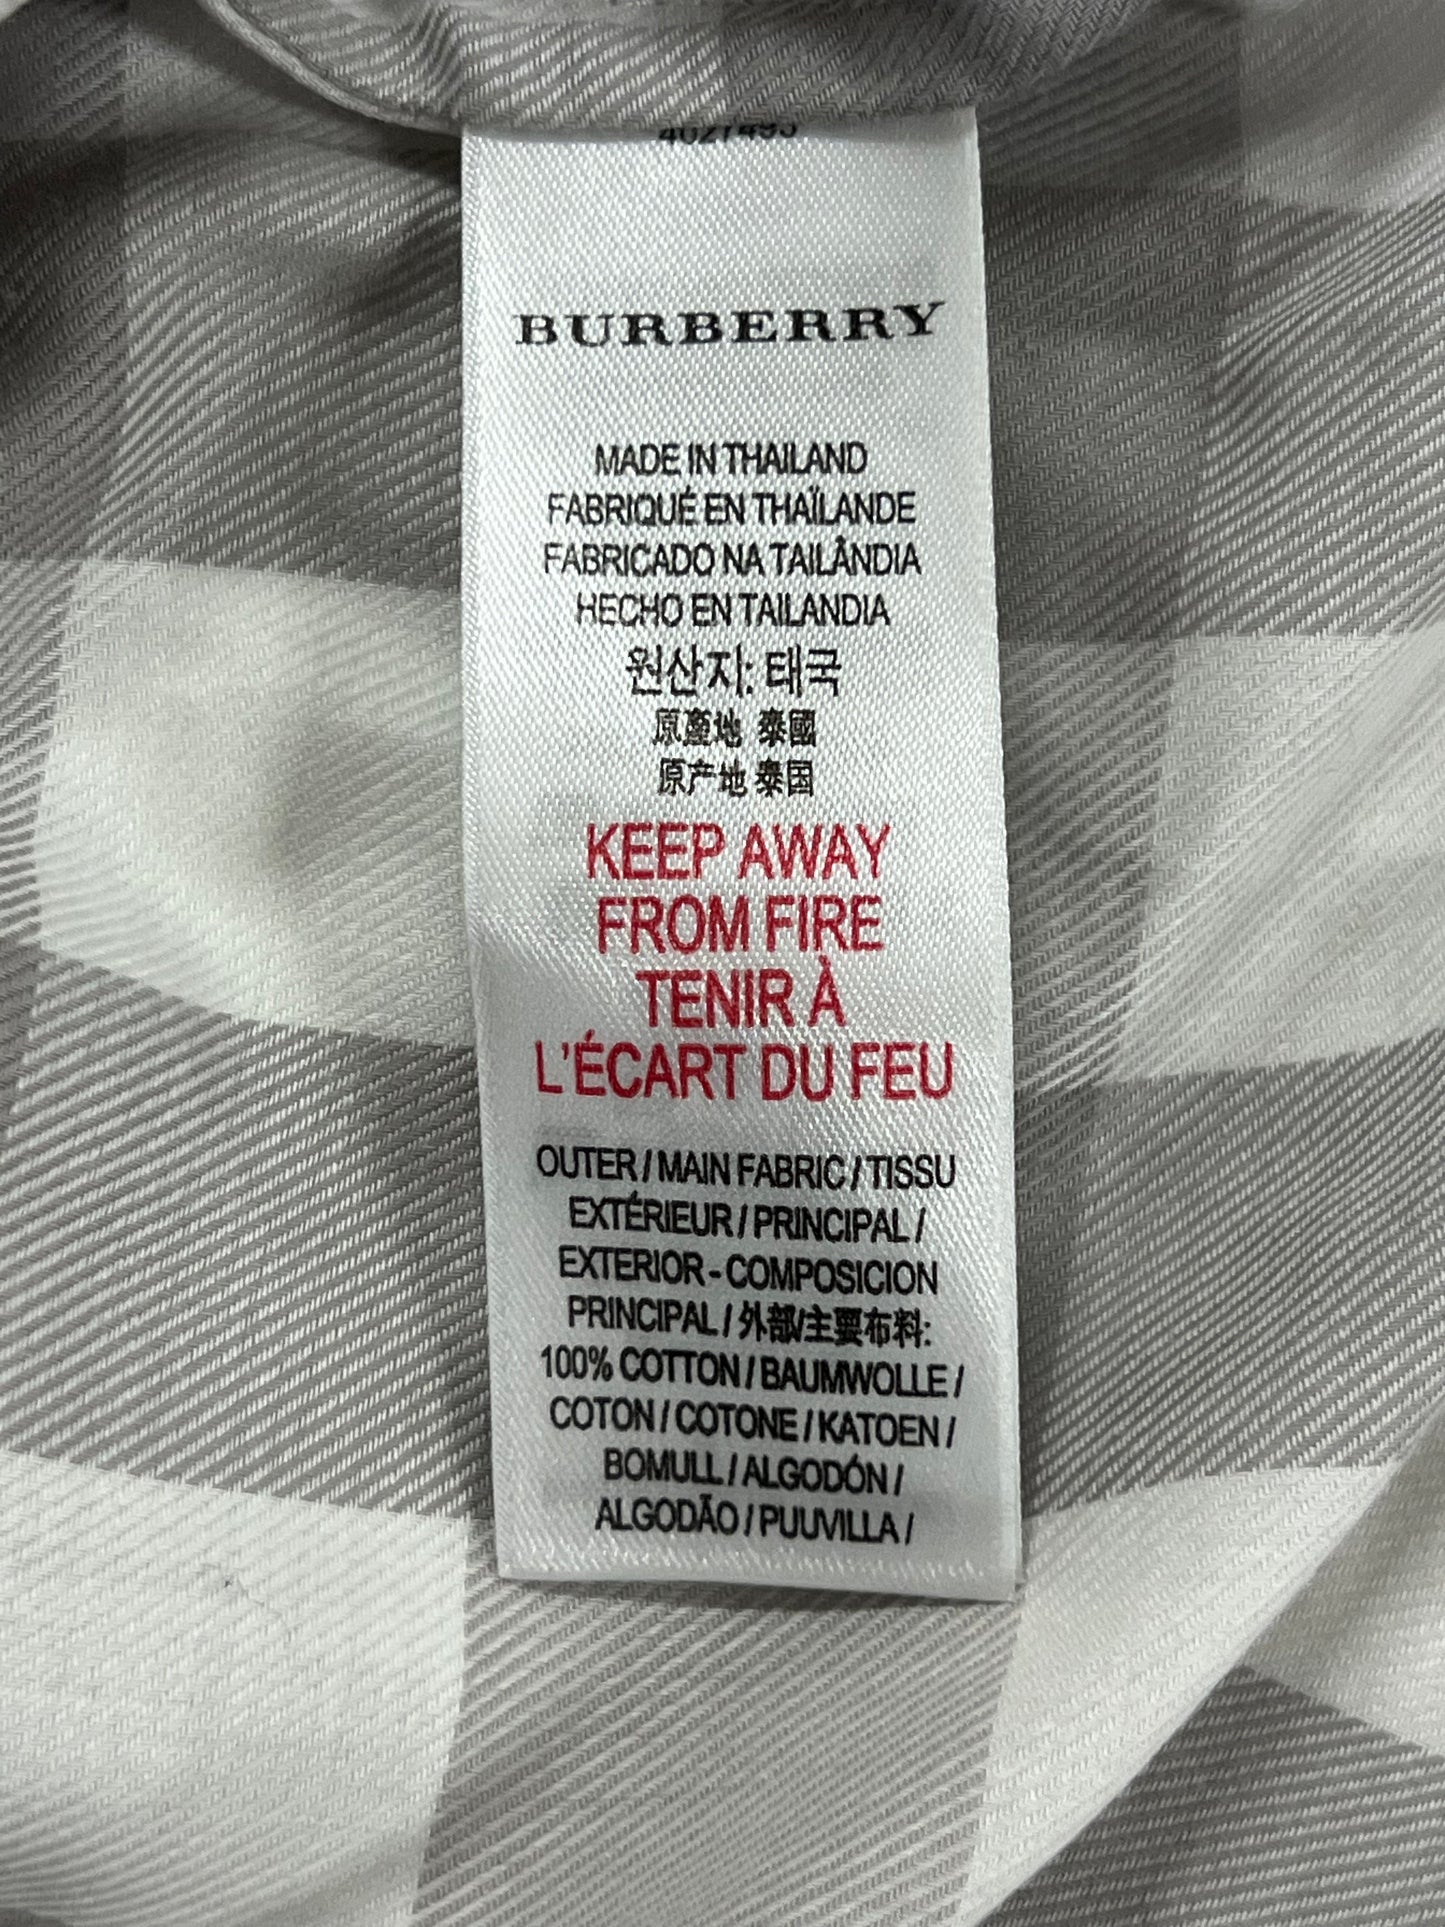 4027493
BURBERRY
MADE IN THAILAND
FABRIQUÉ EN THAÏLANDE
FABRICADO NA TAILÂNDIA
HECHO EN TAILANDIA
원산지: 태국
原產地 泰國
原产地 泰国
KEEP AWAY
FROM FIRE
TENIR À
L'ÉCART DU FEU
OUTER / MAIN FABRIC / TISSU
EXTÉRIEUR / PRINCIPAL /
EXTERIOR - COMPOSICION
PRINCIPAL / 外部/主要布料:
100% COTTON / BAUMWOLLE /
COTON / COTONE / KATOEN /
BOMULL / ALGODÓN /
ALGODÃO / PUUVILLA /